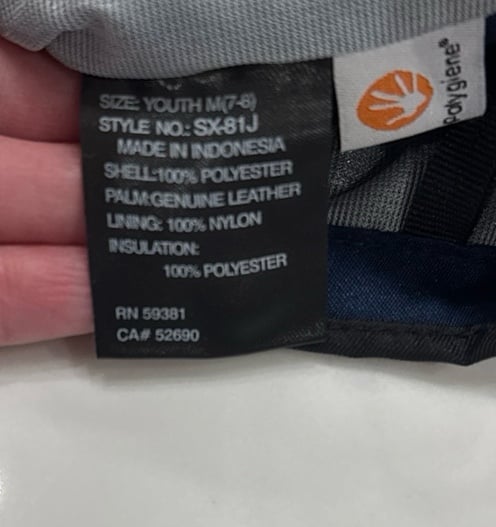 SIZE: YOUTH M(7-8)
STYLE NO.: SX-81J
MADE IN INDONESIA
SHELL:100% POLYESTER
PALM:GENUINE LEATHER
LINING: 100% NYLON
INSULATION:
100% POLYESTER
RN 59381
CA# 52690
Polygiene®